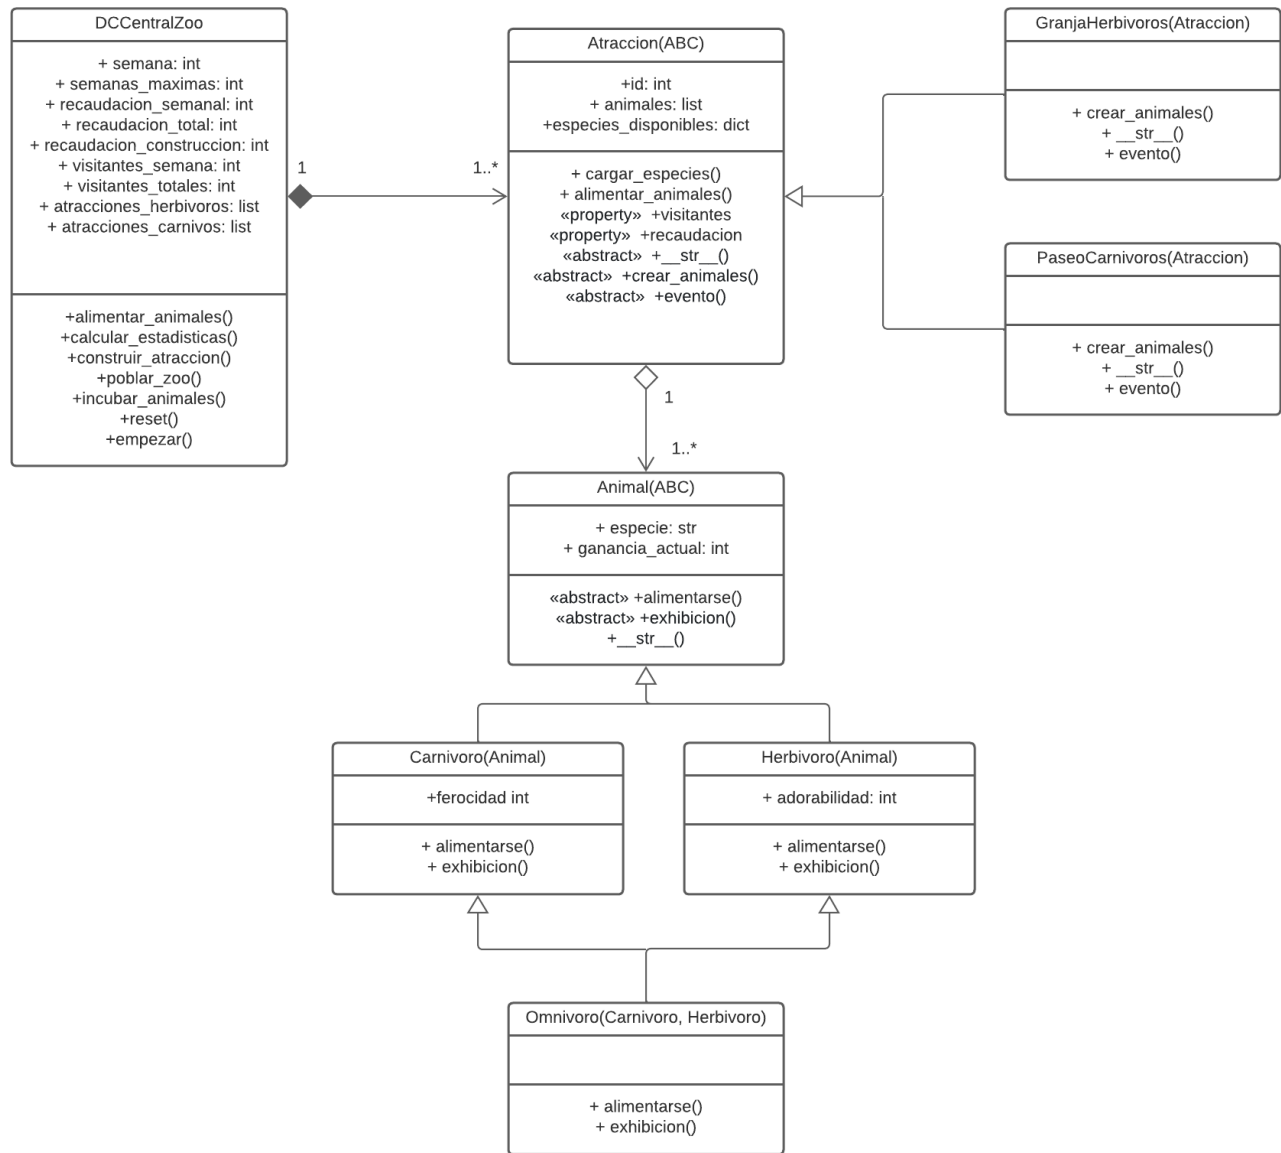 DCCentralZoo
+ semana: int
+ semanas_maximas: int
+ recaudacion_semanal: int
+ recaudacion_total: int
+ recaudacion_construccion: int
+ visitantes_semana: int
+ visitantes_totales: int
+ atracciones_herbivoros: list
+ atracciones_carnivos: list
+alimentar_animales()
+calcular_estadisticas()
+construir_atraccion()
+poblar_zoo()
+incubar_animales()
+reset()
+empezar()
1
1..*
Atraccion(ABC)
+id: int
+ animales: list
+especies_disponibles: dict
+ cargar_especies()
+ alimentar_animales()
«property» +visitantes
«property» +recaudacion
«abstract» +__str__()
«abstract» +crear_animales()
«abstract» +evento()
GranjaHerbivoros(Atraccion)
+ crear_animales()
+ __str__()
+ evento()
PaseoCarnivoros(Atraccion)
+ crear_animales()
+ __str__()
+ evento()
1
1..*
Animal(ABC)
+ especie: str
+ ganancia_actual: int
«abstract» +alimentarse()
«abstract» +exhibicion()
+__str__()
Carnivoro(Animal)
+ferocidad int
+ alimentarse()
+ exhibicion()
Herbivoro(Animal)
+ adorabilidad: int
+ alimentarse()
+ exhibicion()
Omnivoro(Carnivoro, Herbivoro)
+ alimentarse()
+ exhibicion()